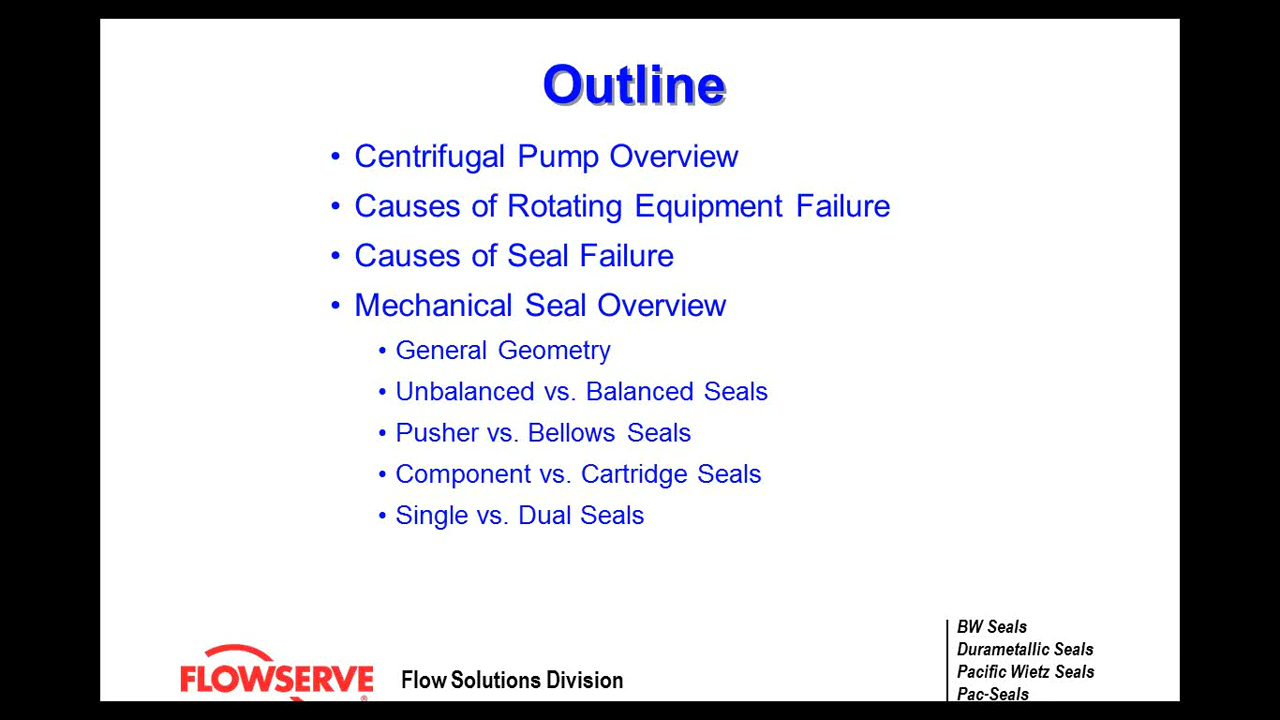 Outline
• Centrifugal Pump Overview
• Causes of Rotating Equipment Failure
• Causes of Seal Failure
• Mechanical Seal Overview
• General Geometry
• Unbalanced vs. Balanced Seals
• Pusher vs. Bellows Seals
• Component vs. Cartridge Seals
• Single vs. Dual Seals
FLOWSERVE®
Flow Solutions Division
BW Seals
Durametallic Seals
Pacific Wietz Seals
Pac-Seals